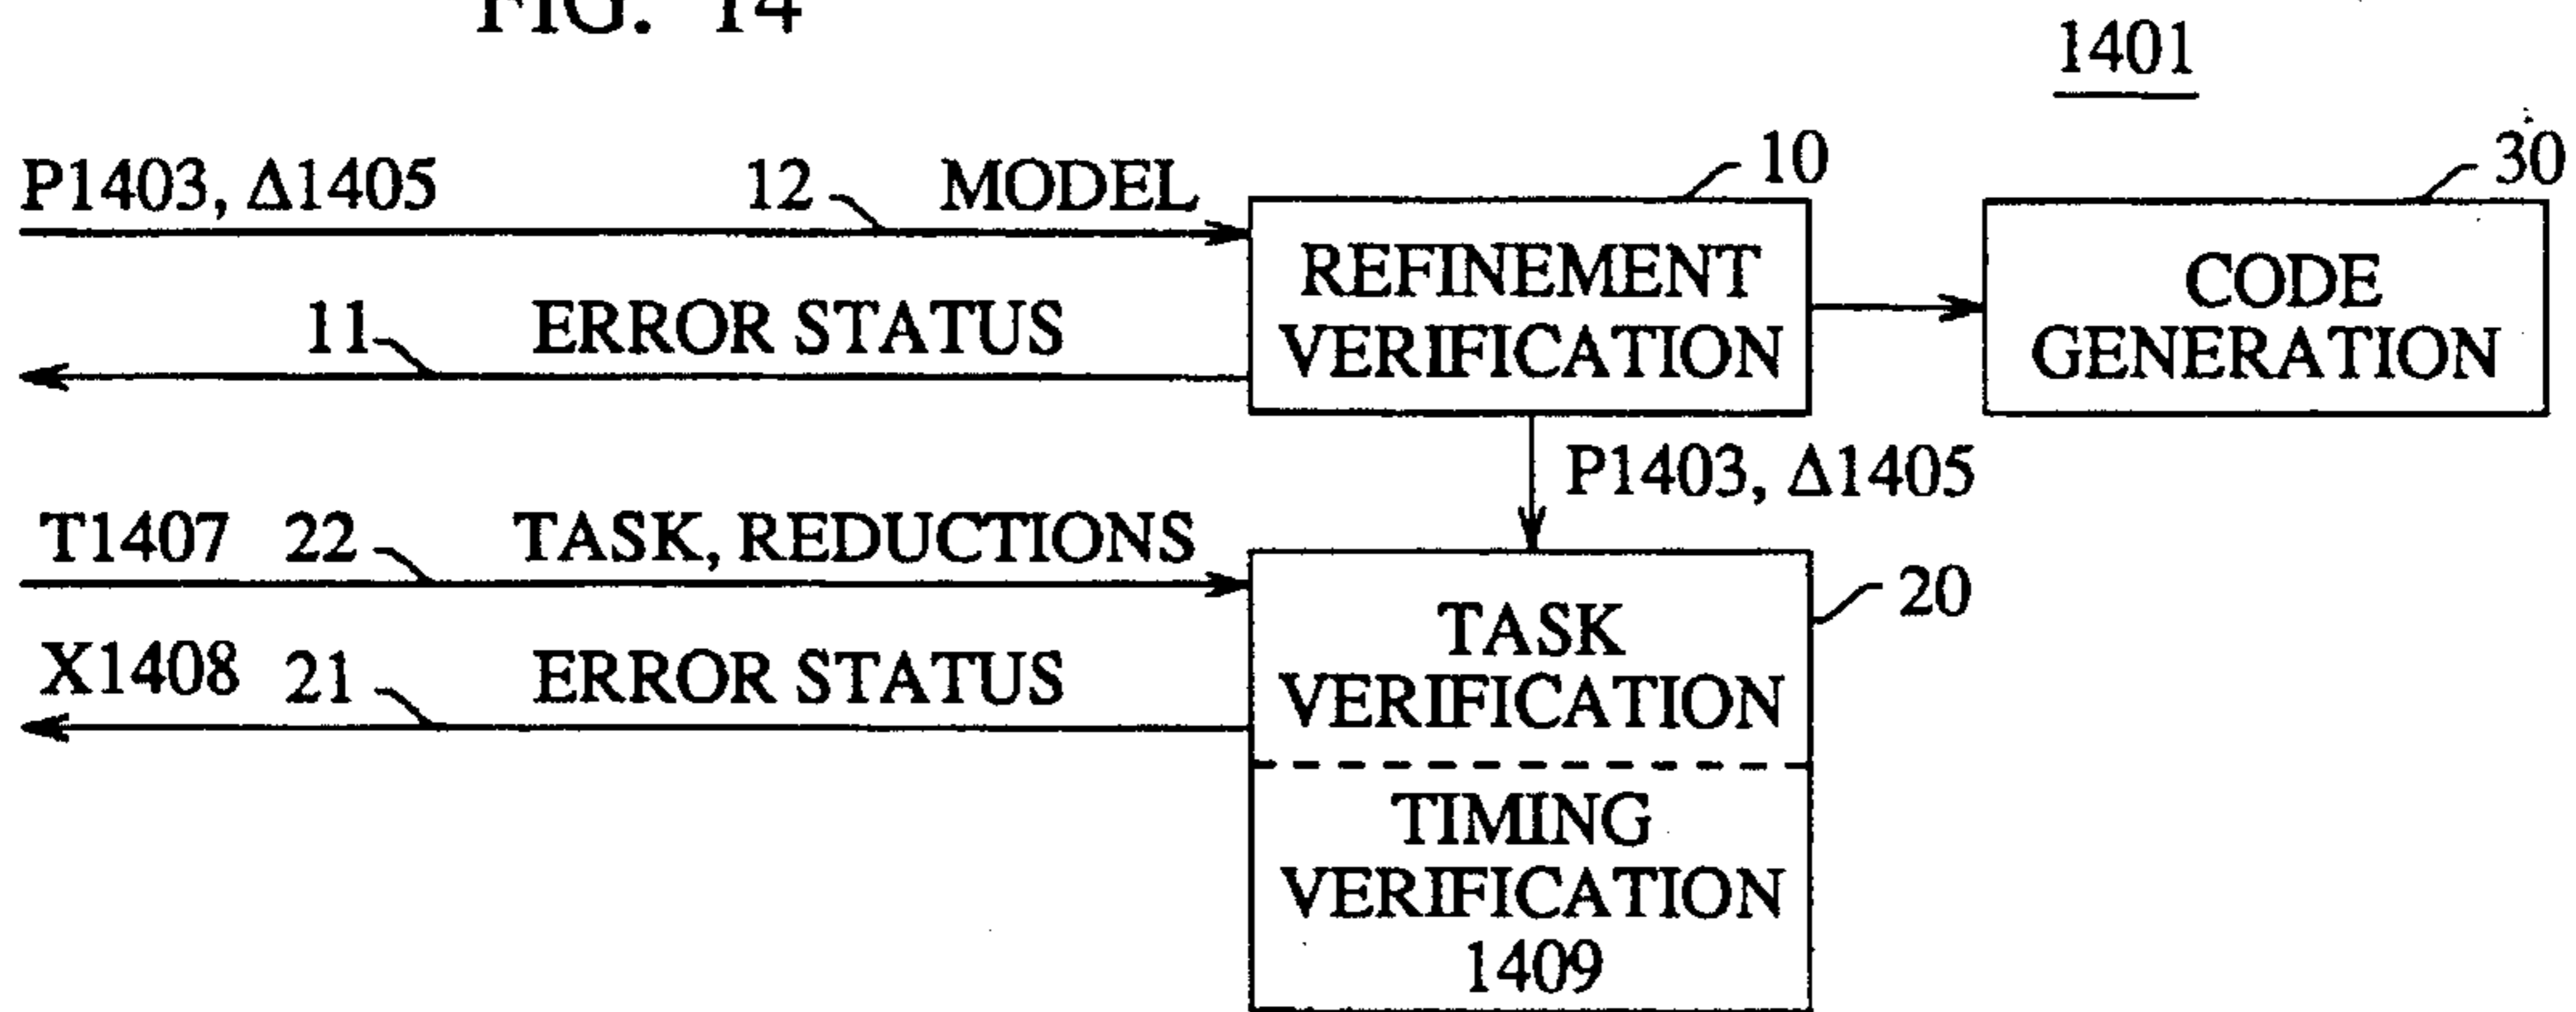 FIG. 14
1401
P1403, Δ1405
12
MODEL
10
30
REFINEMENT
VERIFICATION
CODE
GENERATION
11
ERROR STATUS
P1403, Δ1405
T1407
22
TASK, REDUCTIONS
20
TASK
VERIFICATION
X1408
21
ERROR STATUS
TIMING
VERIFICATION
1409